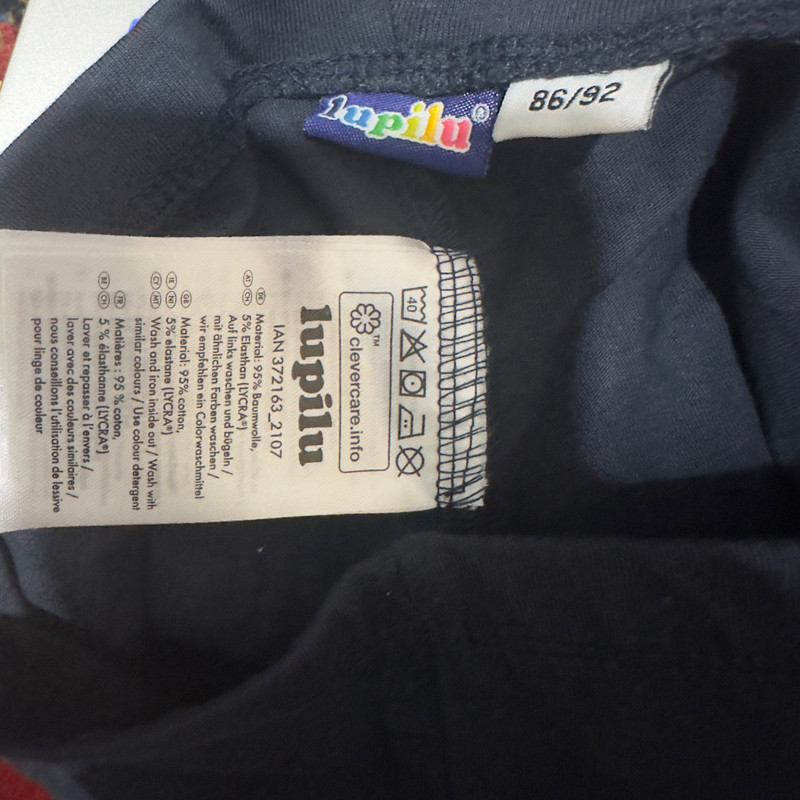 lupilu®
86/92
40
clevercare.info™
lupilu
IAN 372163_2107
DE Material: 95% Baumwolle,
AT CH 5% Elasthan (LYCRA®)
Auf links waschen und bügeln /
mit ähnlichen Farben waschen /
wir empfehlen ein Colorwaschmittel
GB Material: 95% cotton,
IE NI 5% elastane (LYCRA®)
CY MT Wash and iron inside out / Wash with
similar colours / Use colour detergent
FR Matières : 95 % coton,
BE CH 5 % élasthanne (LYCRA®)
Laver et repasser à l'envers /
laver avec des couleurs similaires /
nous conseillons l'utilisation de lessive
pour linge de couleur